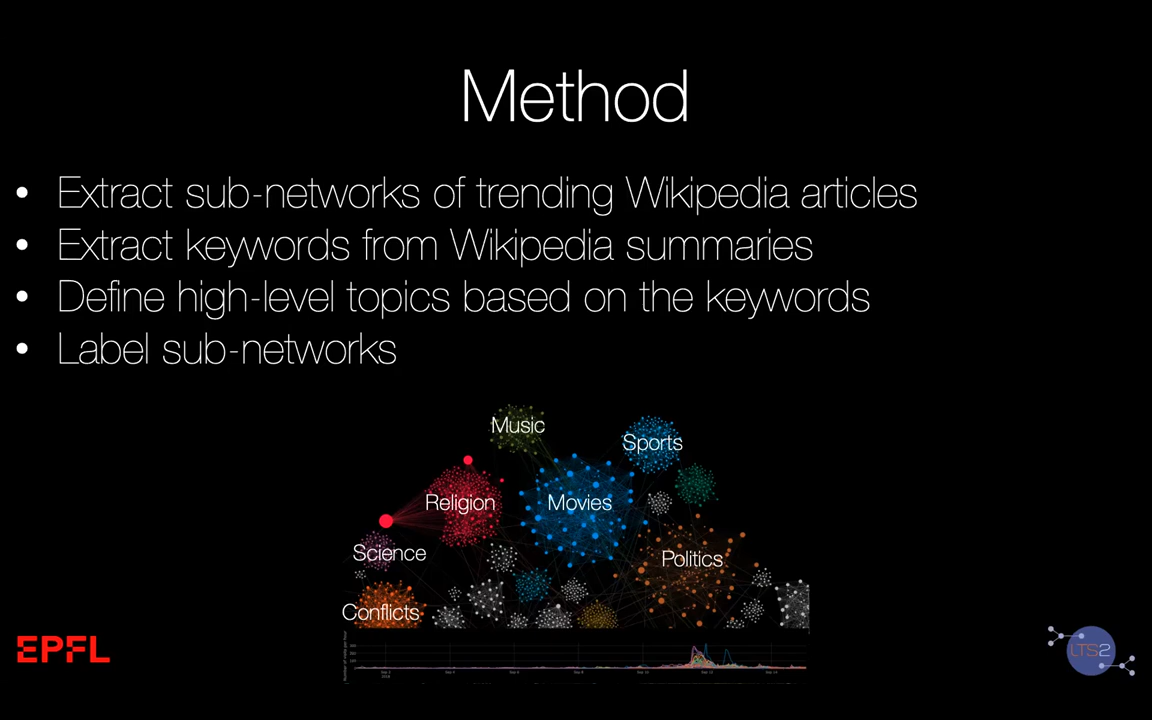 Method
• Extract sub-networks of trending Wikipedia articles
• Extract keywords from Wikipedia summaries
• Define high-level topics based on the keywords
• Label sub-networks
Music
Sports
Religion
Movies
Science
Politics
Conflicts
EPFL
LTS2